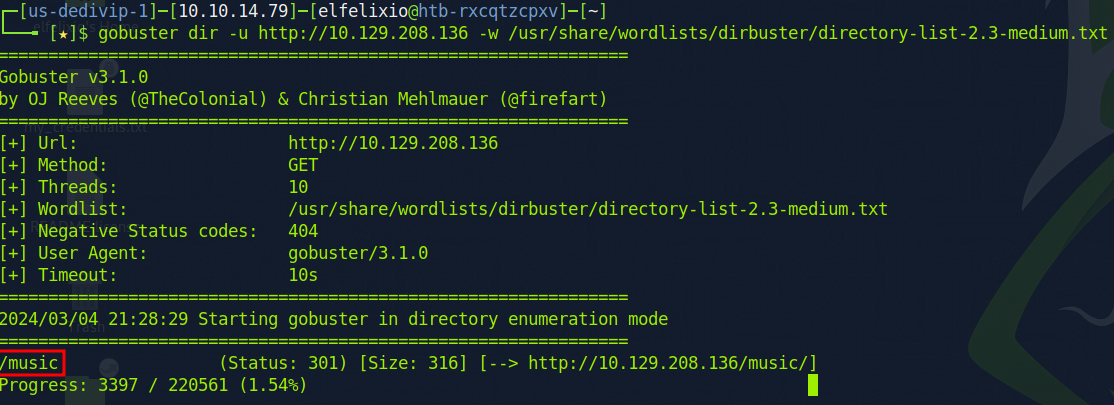 [us-dedivip-1]─[10.10.14.79]─[elfelixio@htb-rxcqtzcpxv]─[~]
[★]$ gobuster dir -u http://10.129.208.136 -w /usr/share/wordlists/dirbuster/directory-list-2.3-medium.txt
===============================================================
Gobuster v3.1.0
by OJ Reeves (@TheColonial) & Christian Mehlmauer (@firefart)
===============================================================
my_credentials.txt
[+] Url:                     http://10.129.208.136
[+] Method:                  GET
[+] Threads:                 10
[+] Wordlist:                /usr/share/wordlists/dirbuster/directory-list-2.3-medium.txt
[+] Negative Status codes:   404
[+] User Agent:              gobuster/3.1.0
[+] Timeout:                 10s
===============================================================
2024/03/04 21:28:29 Starting gobuster in directory enumeration mode
Trash
===============================================================
/music                (Status: 301) [Size: 316] [--> http://10.129.208.136/music/]
Progress: 3397 / 220561 (1.54%)